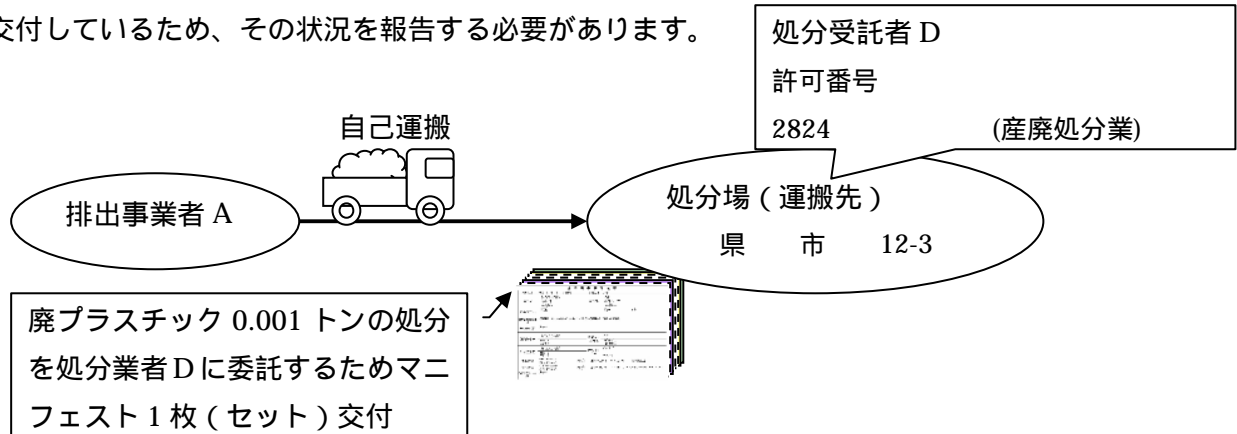 交付しているため、その状況を報告する必要があります。
処分受託者 D
許可番号
2824 (産廃処分業)
自己運搬
排出事業者 A
処分場（運搬先）
県 市 12-3
廃プラスチック 0.001 トンの処分
を処分業者 D に委託するためマニ
フェスト 1 枚（セット）交付